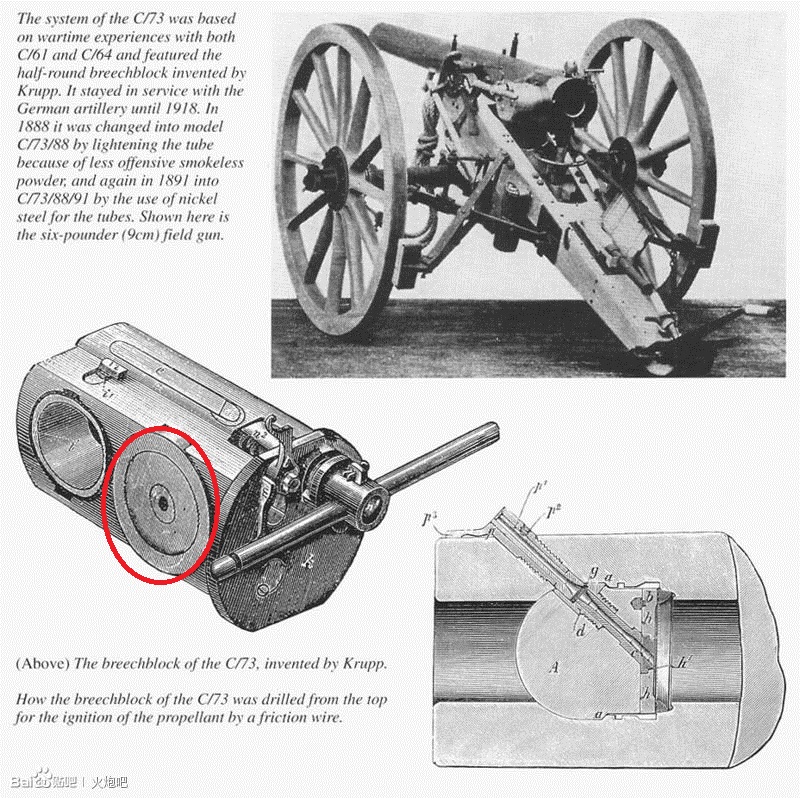 The system of the C/73 was based
on wartime experiences with both
C/61 and C/64 and featured the
half-round breechblock invented by
Krupp. It stayed in service with the
German artillery until 1918. In
1888 it was changed into model
C/73/88 by lightening the tube
because of less offensive smokeless
powder, and again in 1891 into
C/73/88/91 by the use of nickel
steel for the tubes. Shown here is
the six-pounder (9cm) field gun.
e
k
p³
p¹
p²
n
g
a
b
h
d
A
c
h¹
h
a
(Above) The breechblock of the C/73, invented by Krupp.
How the breechblock of the C/73 was drilled from the top
for the ignition of the propellant by a friction wire.
Bai贴吧 | 火炮吧